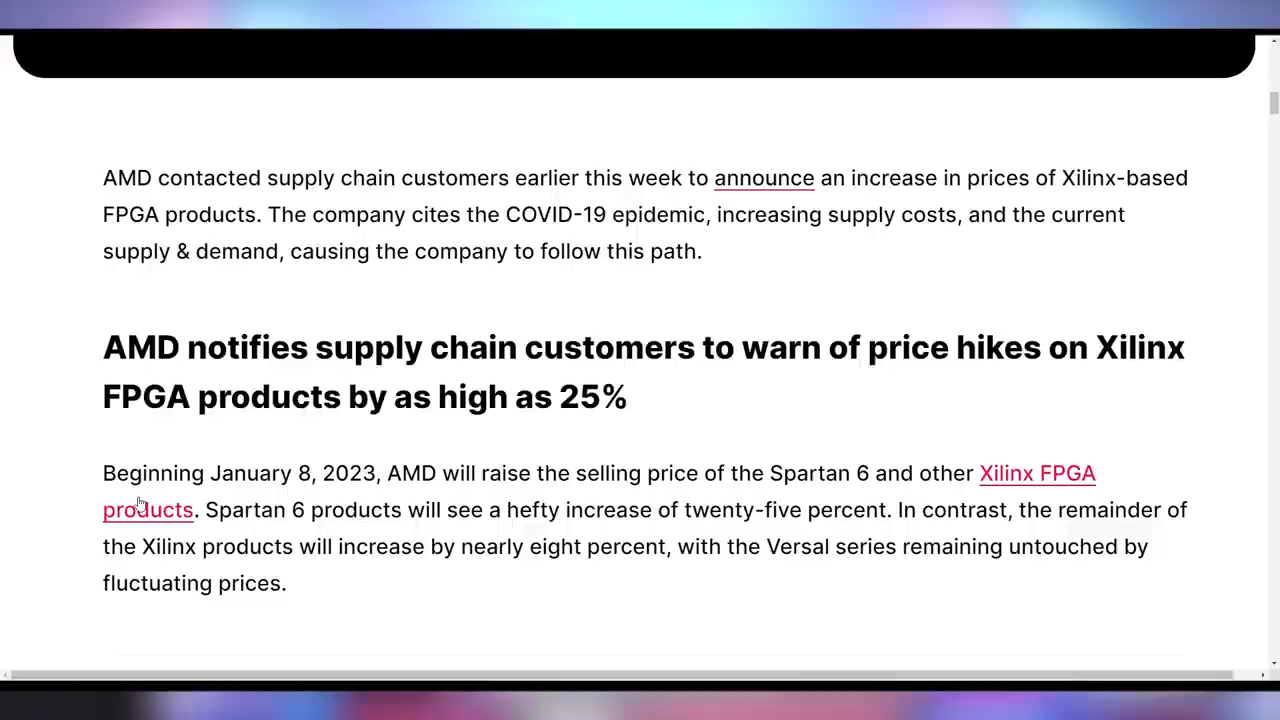 AMD contacted supply chain customers earlier this week to announce an increase in prices of Xilinx-based
FPGA products. The company cites the COVID-19 epidemic, increasing supply costs, and the current
supply & demand, causing the company to follow this path.
AMD notifies supply chain customers to warn of price hikes on Xilinx
FPGA products by as high as 25%
Beginning January 8, 2023, AMD will raise the selling price of the Spartan 6 and other Xilinx FPGA
products. Spartan 6 products will see a hefty increase of twenty-five percent. In contrast, the remainder of
the Xilinx products will increase by nearly eight percent, with the Versal series remaining untouched by
fluctuating prices.